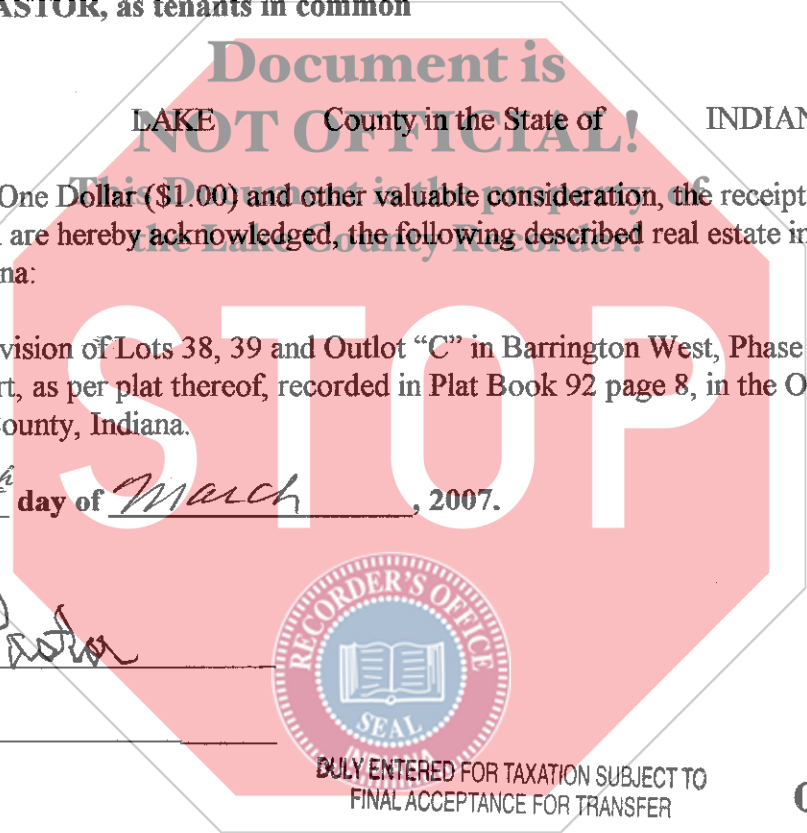 ASTOR, as tenants in common
Document is
LAKE County in the State of INDIAN
NOT OFFICIAL!
This Document is the property of
One Dollar ($1.00) and other valuable consideration, the receipt
the Lake County Recorder!
are hereby acknowledged, the following described real estate in
na:
STOP
vision of Lots 38, 39 and Outlot “C” in Barrington West, Phase
rt, as per plat thereof, recorded in Plat Book 92 page 8, in the O
ounty, Indiana.
h day of March, 2007.
Pastor
RECORDER'S OFFICE
SEAL
INDIANA
DULY ENTERED FOR TAXATION SUBJECT TO
FINAL ACCEPTANCE FOR TRANSFER